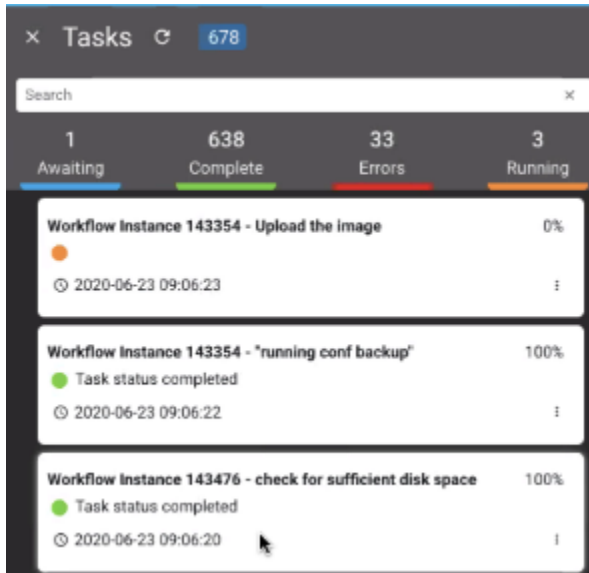 Tasks 678
Search
1 638 33 3
Awaiting Complete Errors Running
Workflow Instance 143354 - Upload the image 0%
2020-06-23 09:06:23
Workflow Instance 143354 - "running conf backup" 100%
Task status completed
2020-06-23 09:06:22
Workflow Instance 143476 - check for sufficient disk space 100%
Task status completed
2020-06-23 09:06:20